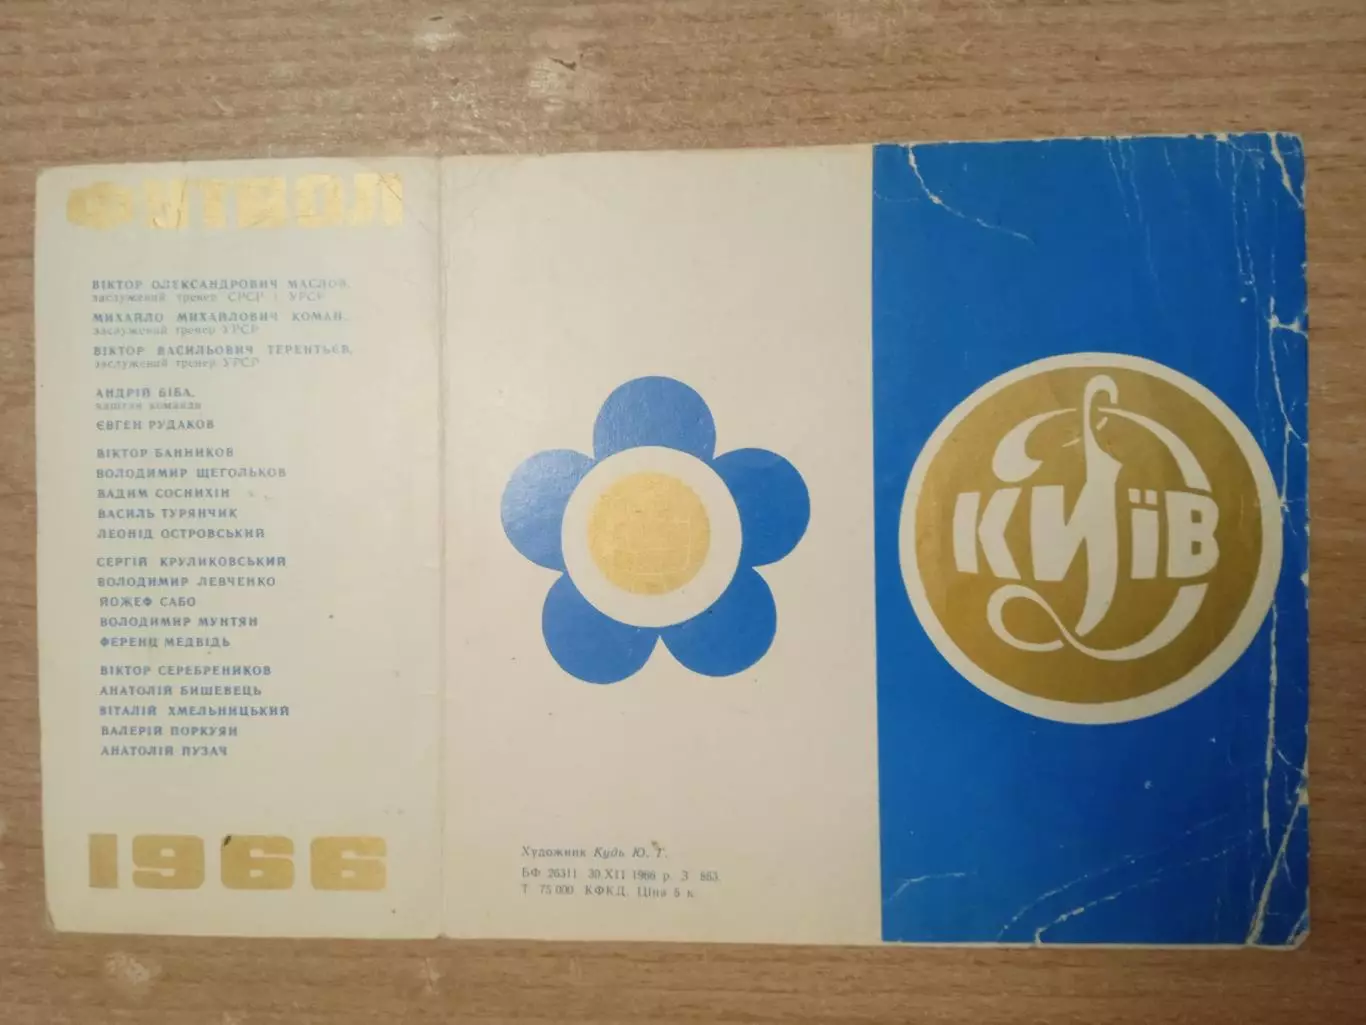 ФУТБОЛ
ВІКТОР ОЛЕКСАНДРОВИЧ МАСЛОВ,
заслужений тренер СРСР і УРСР
МИХАЙЛО МИХАЙЛОВИЧ КОМАН,
заслужений тренер УРСР
ВІКТОР ВАСИЛЬОВИЧ ТЕРЕНТЬЄВ,
заслужений тренер УРСР
АНДРІЙ БІБА,
капітан команди
ЄВГЕН РУДАКОВ
ВІКТОР БАННИКОВ
ВОЛОДИМИР ЩЕГОЛЬКОВ
ВАДИМ СОСНИХІН
ВАСИЛЬ ТУРЯНЧИК
ЛЕОНІД ОСТРОВСЬКИЙ
СЕРГІЙ КРУЛИКОВСЬКИЙ
ВОЛОДИМИР ЛЕВЧЕНКО
ЙОЖЕФ САБО
ВОЛОДИМИР МУНТЯН
ФЕРЕНЦ МЕДВІДЬ
ВІКТОР СЕРЕБРЕНИКОВ
АНАТОЛІЙ БИШЕВЕЦЬ
ВІТАЛІЙ ХМЕЛЬНИЦЬКИЙ
ВАЛЕРІЙ ПОРКУЯН
АНАТОЛІЙ ПУЗАЧ
1966
Художник Кудь Ю. Г.
БФ 26311 30.XII 1966 р. З 863.
Т 75 000 КФКД. Ціна 5 к.
Д
КИЇВ